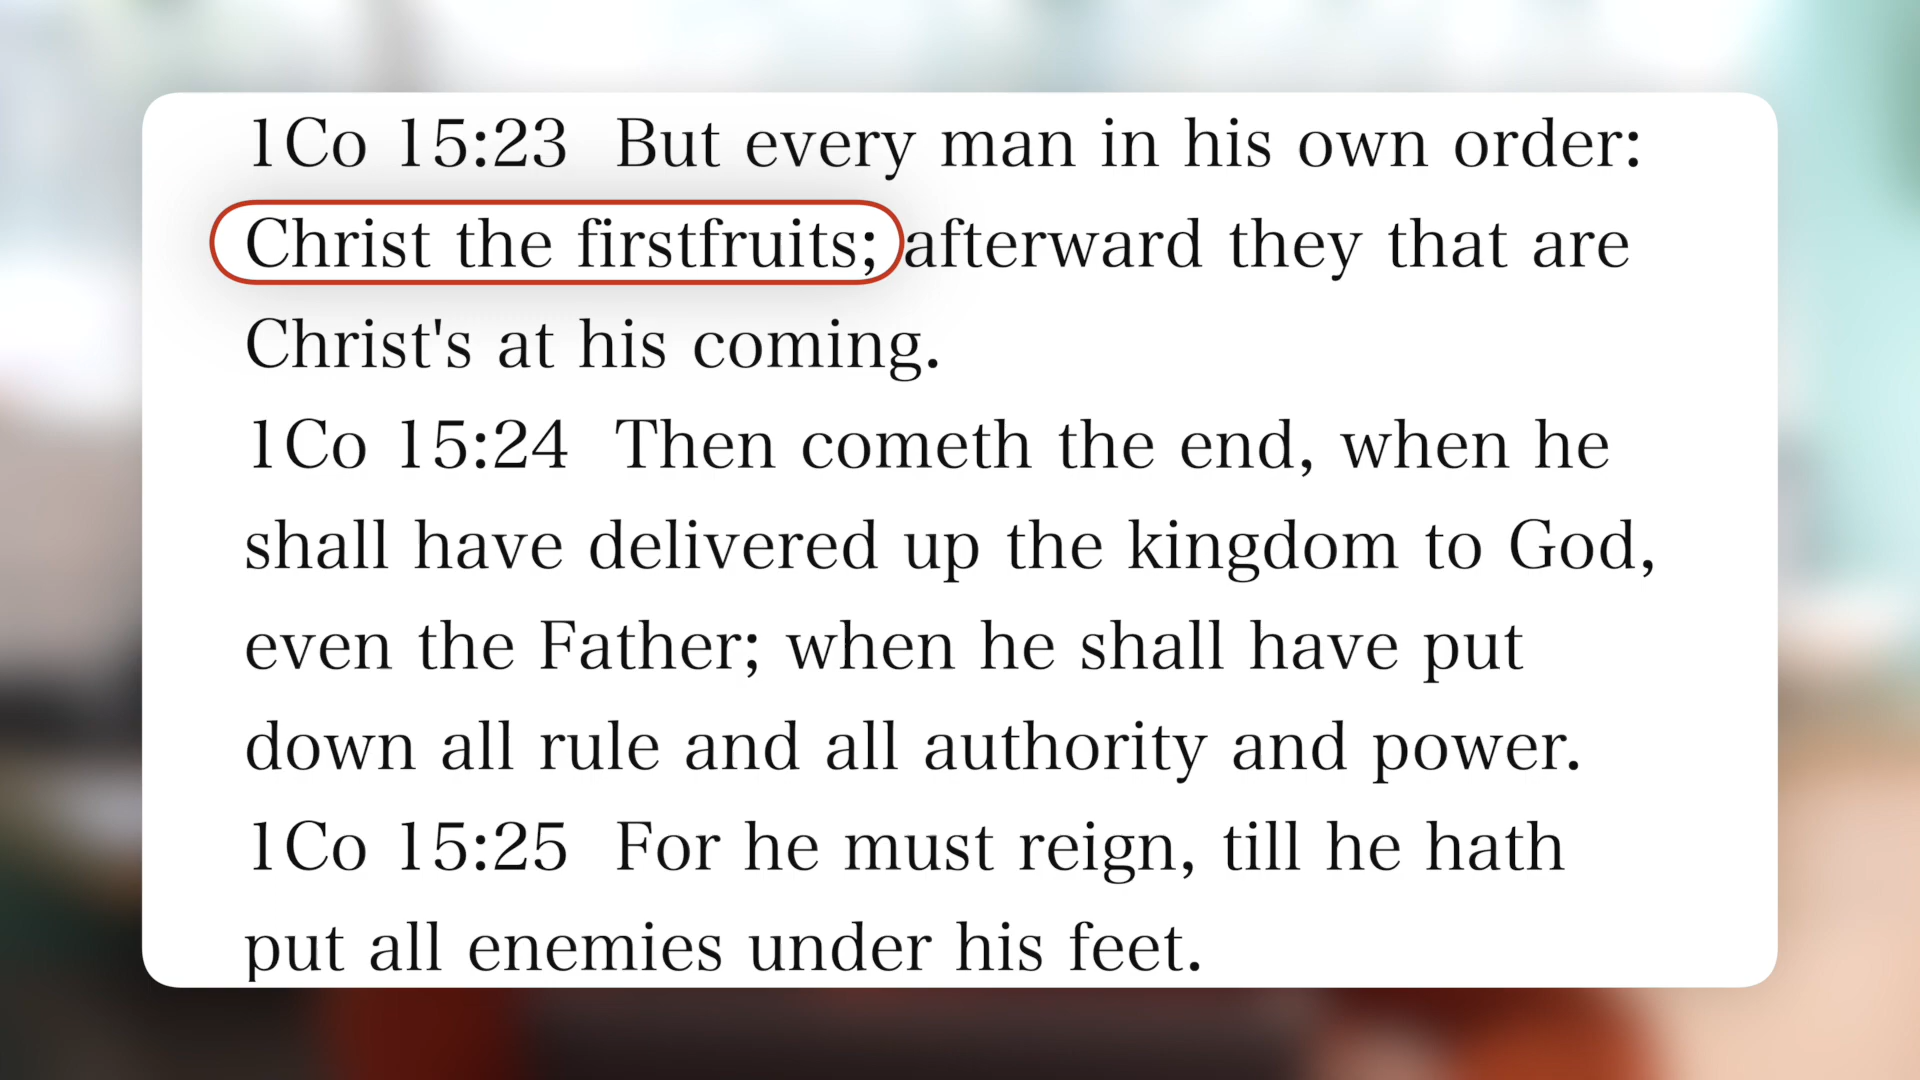 1Co 15:23  But every man in his own order:
Christ the firstfruits; afterward they that are
Christ's at his coming.
1Co 15:24  Then cometh the end, when he
shall have delivered up the kingdom to God,
even the Father; when he shall have put
down all rule and all authority and power.
1Co 15:25  For he must reign, till he hath
put all enemies under his feet.